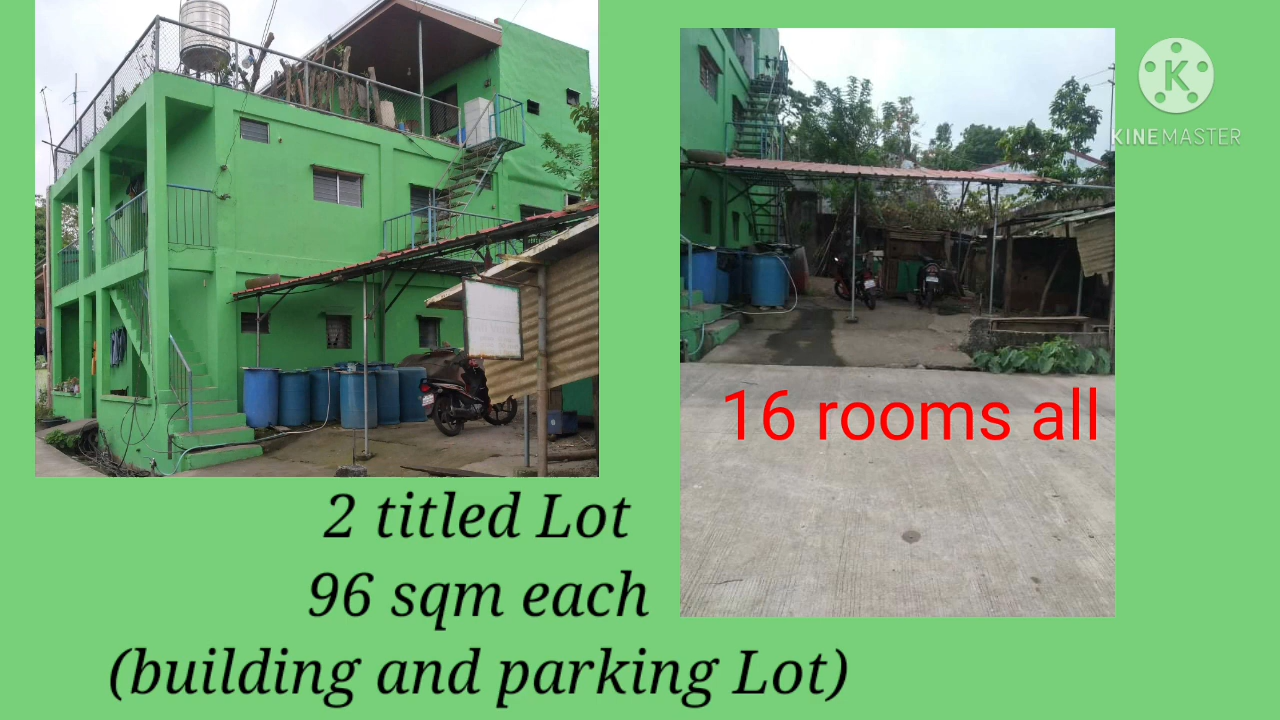 KINEMASTER
16 rooms all
2 titled Lot
96 sqm each
(building and parking Lot)